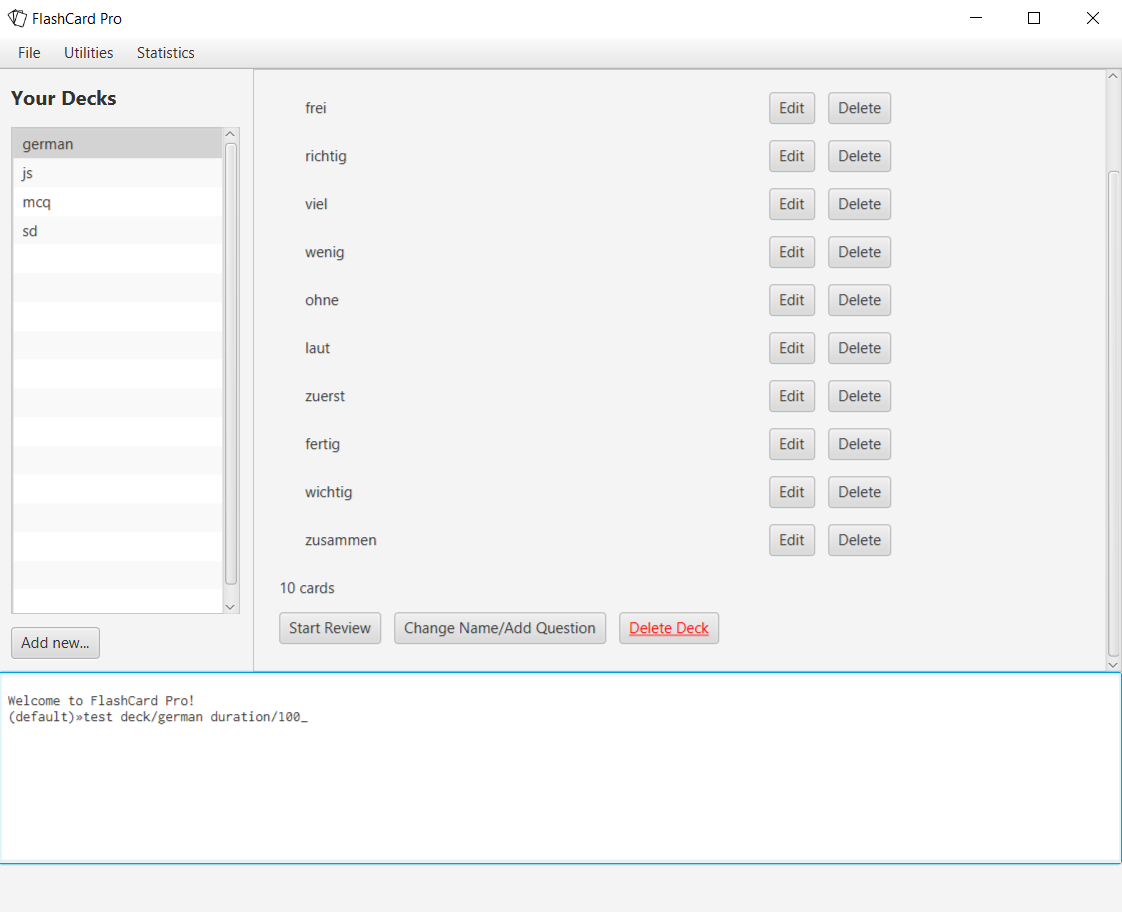 FlashCard Pro
File Utilities Statistics
Your Decks
german
js
mcq
sd
Add new...
frei Edit Delete
richtig Edit Delete
viel Edit Delete
wenig Edit Delete
ohne Edit Delete
laut Edit Delete
zuerst Edit Delete
fertig Edit Delete
wichtig Edit Delete
zusammen Edit Delete
10 cards
Start Review Change Name/Add Question Delete Deck
Welcome to FlashCard Pro!
(default)»test deck/german duration/100_